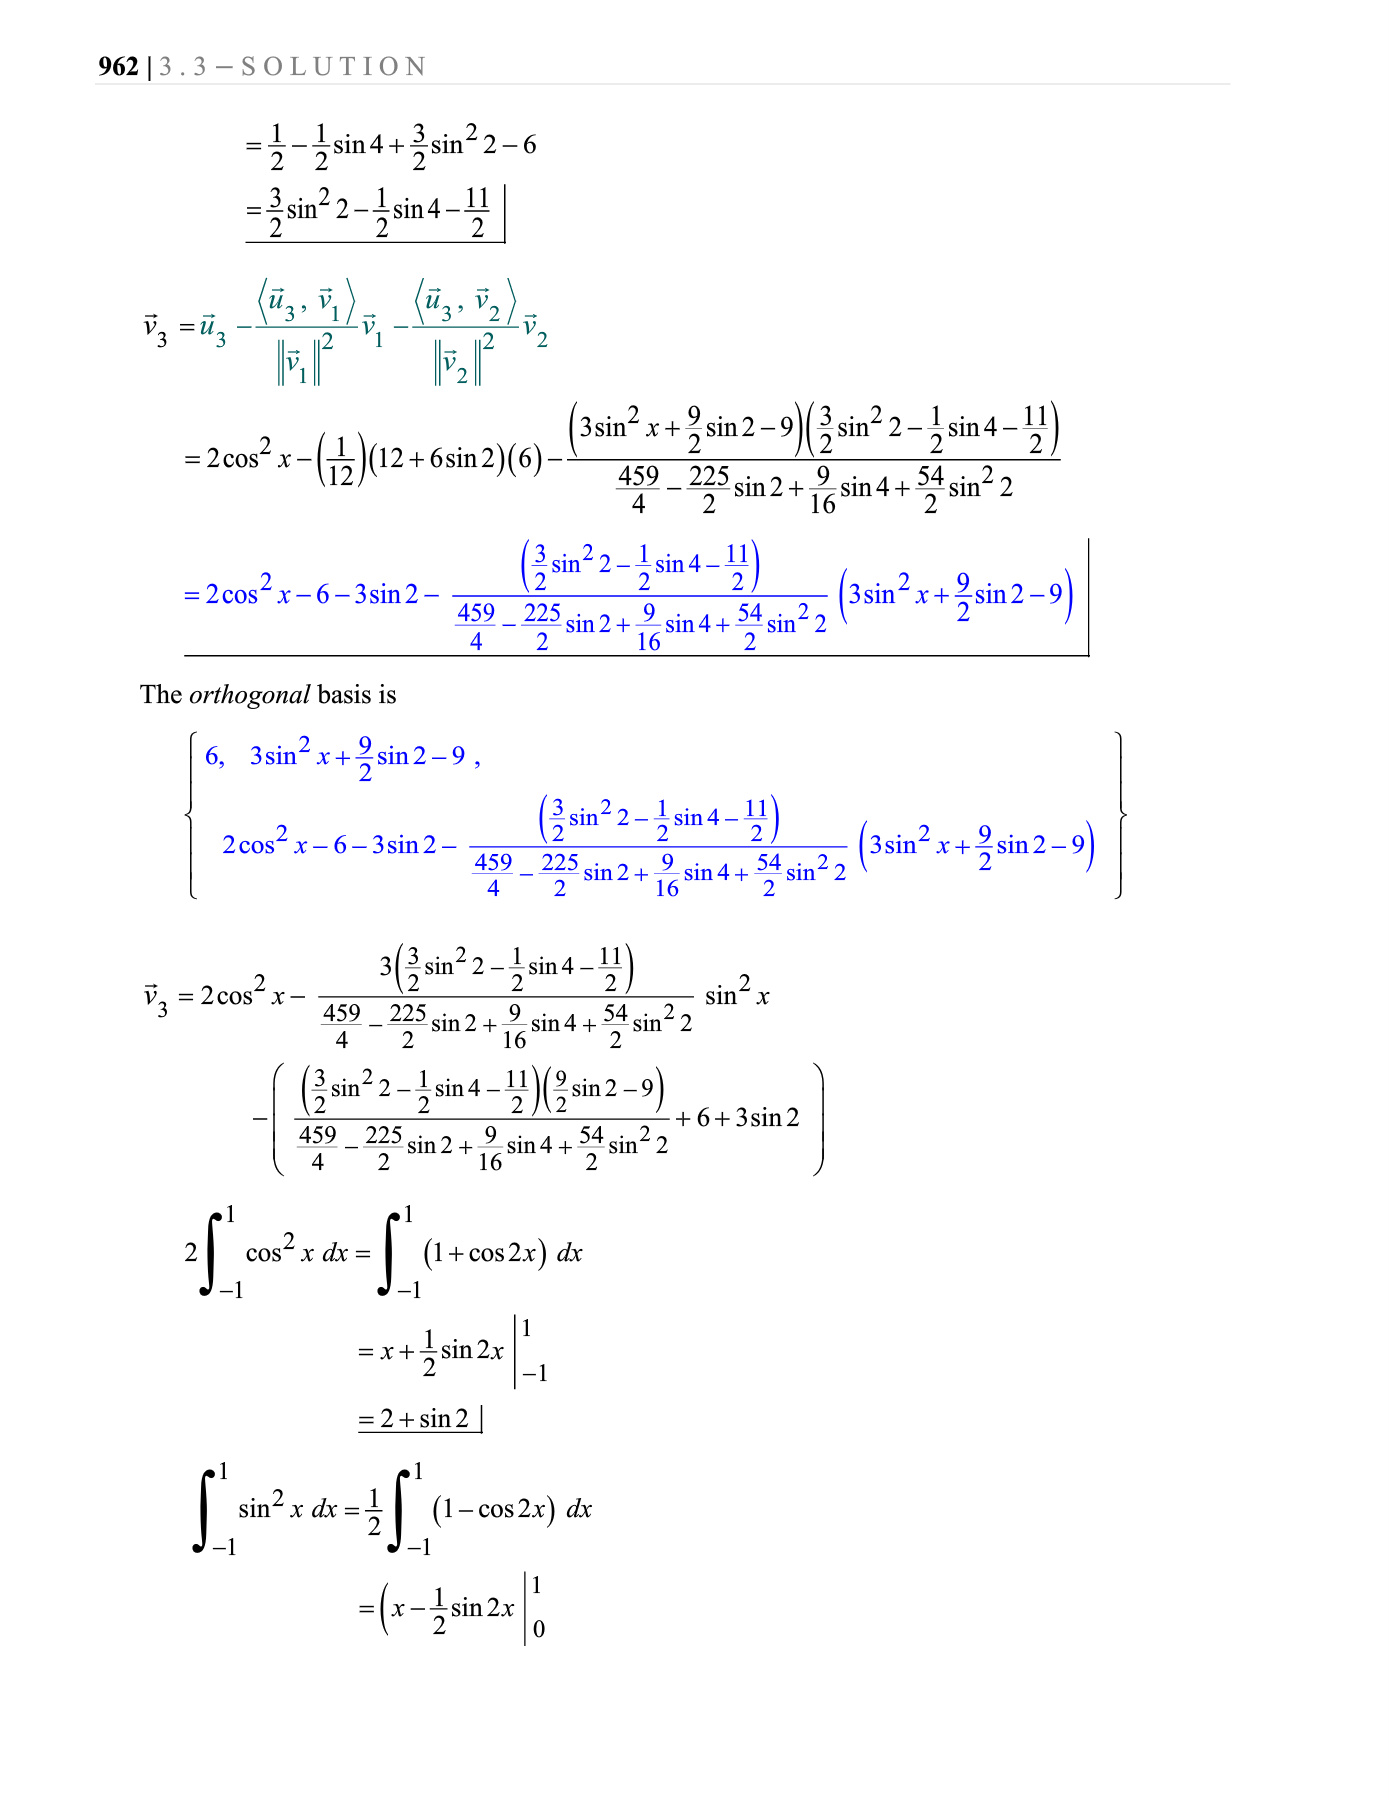 962 | 3.3 – SOLUTION
= 1/2 − 1/2 sin 4 + 3/2 sin² 2 − 6
= 3/2 sin² 2 − 1/2 sin 4 − 11/2 |
v⃗₃ = u⃗₃ − (⟨u⃗₃, v⃗₁⟩ / ‖v⃗₁‖²) v⃗₁ − (⟨u⃗₃, v⃗₂⟩ / ‖v⃗₂‖²) v⃗₂
= 2cos² x − (1/12)(12 + 6sin 2)(6) − (3sin² x + 9/2 sin 2 − 9)(3/2 sin² 2 − 1/2 sin 4 − 11/2) / (459/4 − 225/2 sin 2 + 9/16 sin 4 + 54/2 sin² 2)
= 2cos² x − 6 − 3sin 2 − (3/2 sin² 2 − 1/2 sin 4 − 11/2) / (459/4 − 225/2 sin 2 + 9/16 sin 4 + 54/2 sin² 2) (3sin² x + 9/2 sin 2 − 9) |
The orthogonal basis is
{ 6, 3sin² x + 9/2 sin 2 − 9 ,
2cos² x − 6 − 3sin 2 − (3/2 sin² 2 − 1/2 sin 4 − 11/2) / (459/4 − 225/2 sin 2 + 9/16 sin 4 + 54/2 sin² 2) (3sin² x + 9/2 sin 2 − 9) }
v⃗₃ = 2cos² x − 3(3/2 sin² 2 − 1/2 sin 4 − 11/2) / (459/4 − 225/2 sin 2 + 9/16 sin 4 + 54/2 sin² 2) sin² x
− ( (3/2 sin² 2 − 1/2 sin 4 − 11/2)(9/2 sin 2 − 9) / (459/4 − 225/2 sin 2 + 9/16 sin 4 + 54/2 sin² 2) + 6 + 3sin 2 )
2 ∫₋₁¹ cos² x dx = ∫₋₁¹ (1 + cos 2x) dx
= x + 1/2 sin 2x |₋₁¹
= 2 + sin 2 |
∫₋₁¹ sin² x dx = 1/2 ∫₋₁¹ (1 − cos 2x) dx
= (x − 1/2 sin 2x |₀¹